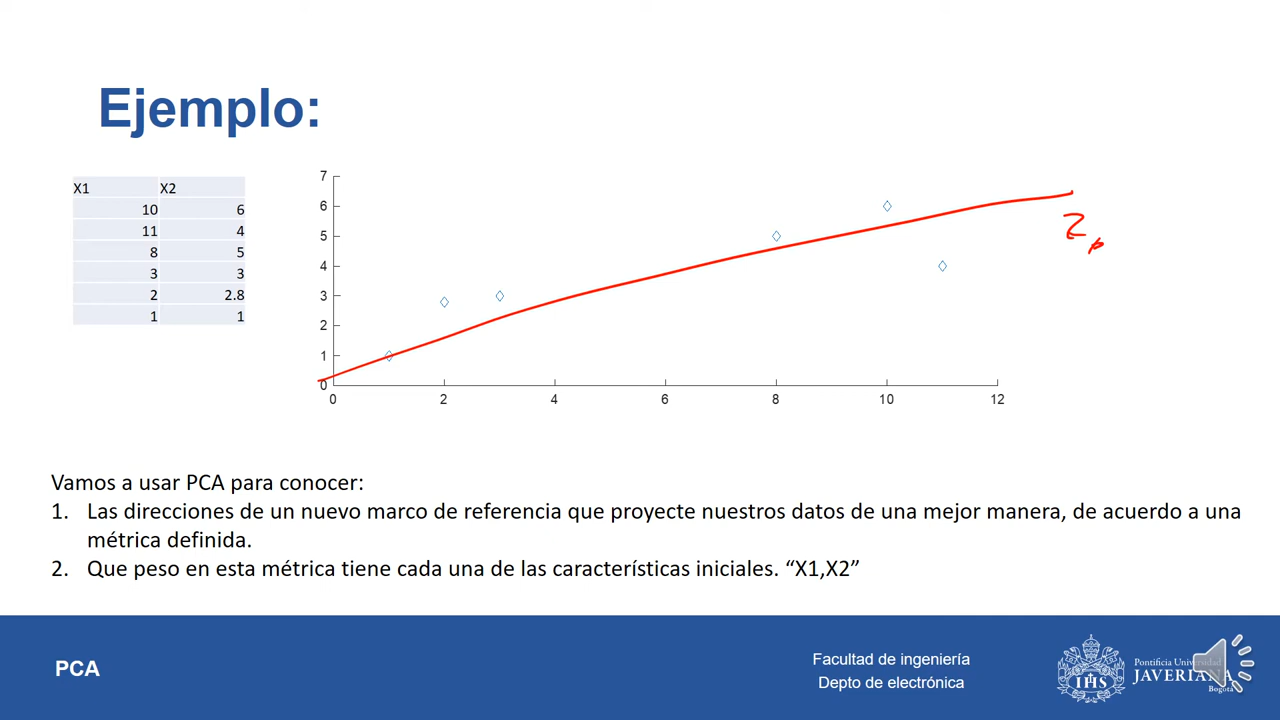 Ejemplo:
X1 X2
10 6
11 4
8 5
3 3
2 2.8
1 1
7
6
5
4
3
2
1
0
0 2 4 6 8 10 12
Vamos a usar PCA para conocer:
1. Las direcciones de un nuevo marco de referencia que proyecte nuestros datos de una mejor manera, de acuerdo a una
métrica definida.
2. Que peso en esta métrica tiene cada una de las características iniciales. “X1,X2”
PCA
Facultad de ingeniería
Depto de electrónica
IHS
Pontificia Universidad
JAVERIANA
Bogotá